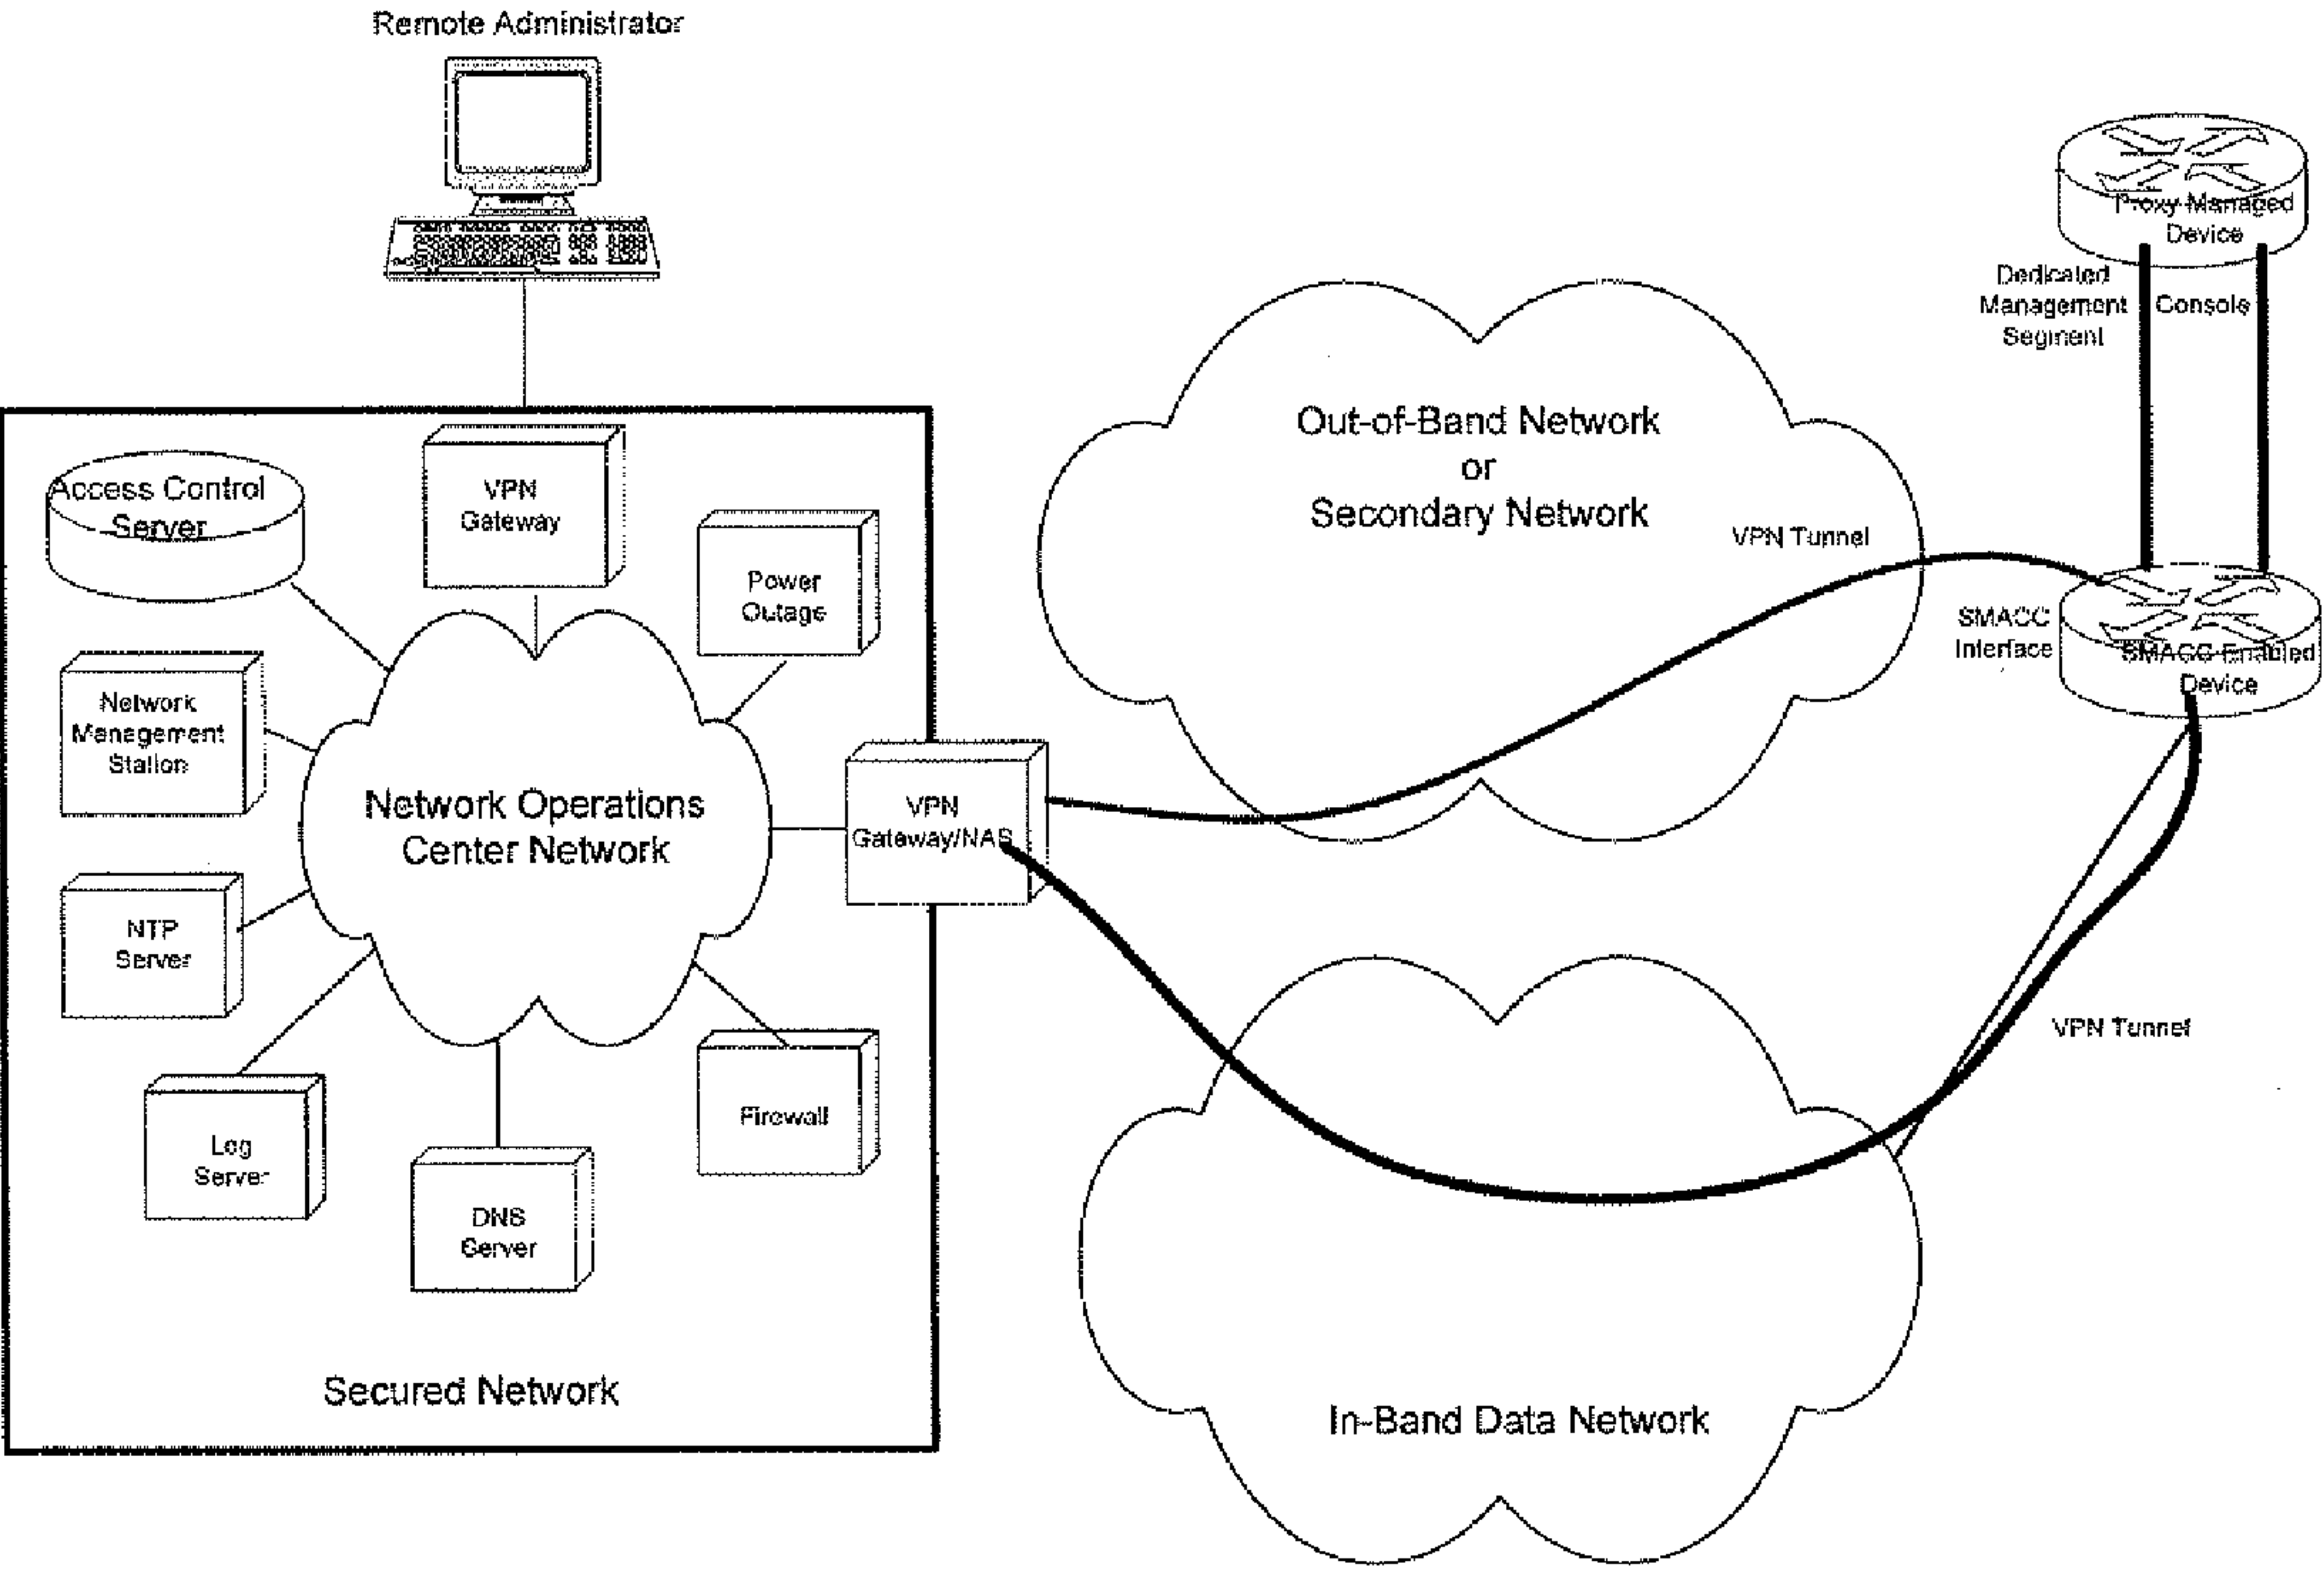 Remote Administrator
Proxy Managed
Device
Dedicated
Management
Segment
Console
Out-of-Band Network
or
Secondary Network
VPN Tunnel
SMACC
Interface
SMACC Enabled
Device
Access Control
Server
VPN
Gateway
Power
Outage
Network
Management
Station
Network Operations
Center Network
VPN
Gateway/NAS
NTP
Server
Log
Server
DNS
Server
Firewall
VPN Tunnel
Secured Network
In-Band Data Network